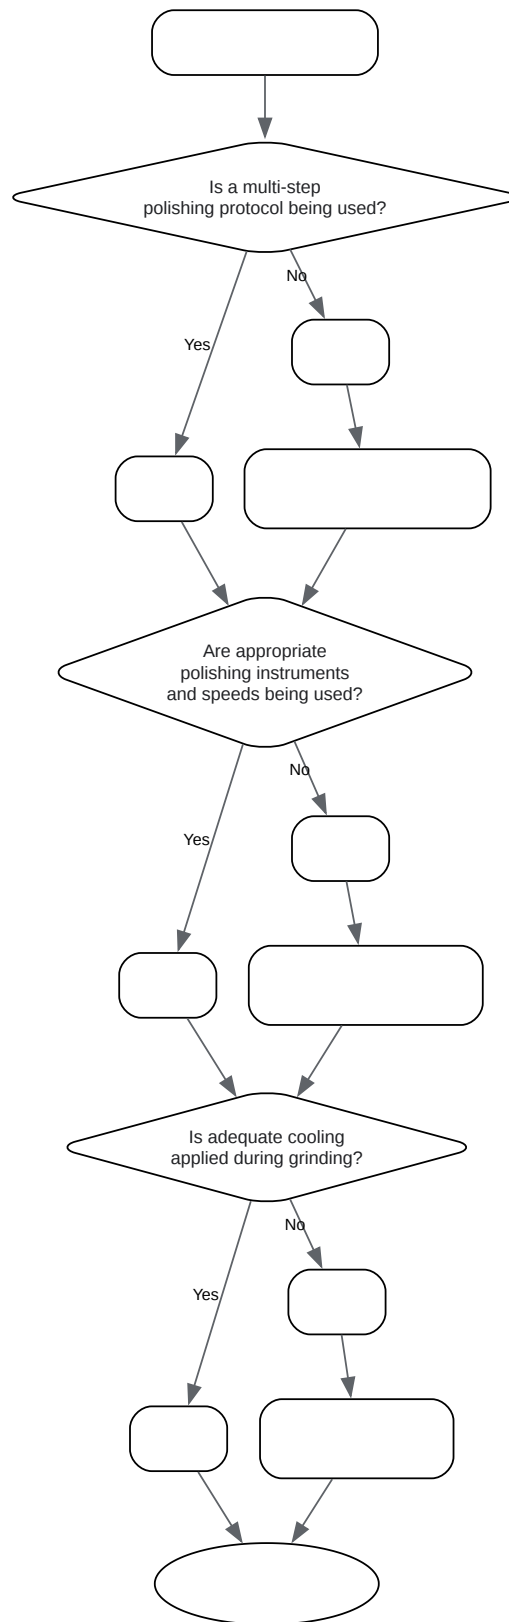 Is a multi-step
polishing protocol being used?
No
Yes
Are appropriate
polishing instruments
and speeds being used?
No
Yes
Is adequate cooling
applied during grinding?
No
Yes